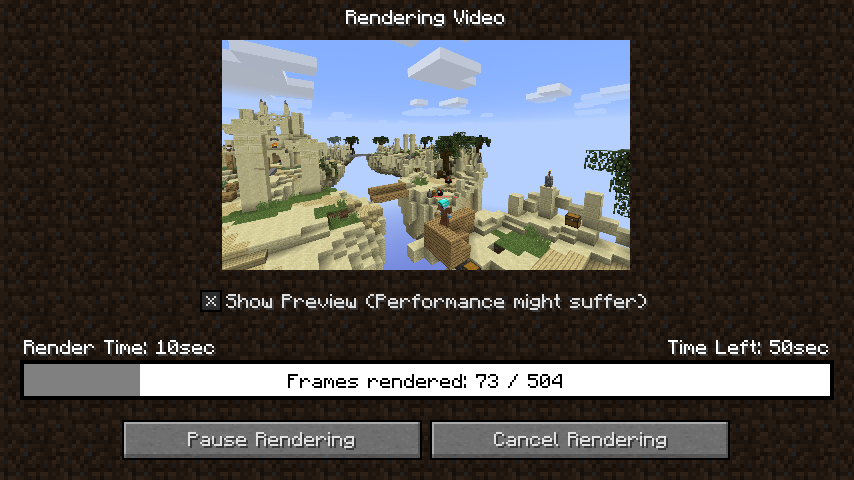 Rendering Video
Show Preview (Performance might suffer)
Render Time: 10sec
Time Left: 50sec
Frames rendered: 73 / 504
Pause Rendering
Cancel Rendering